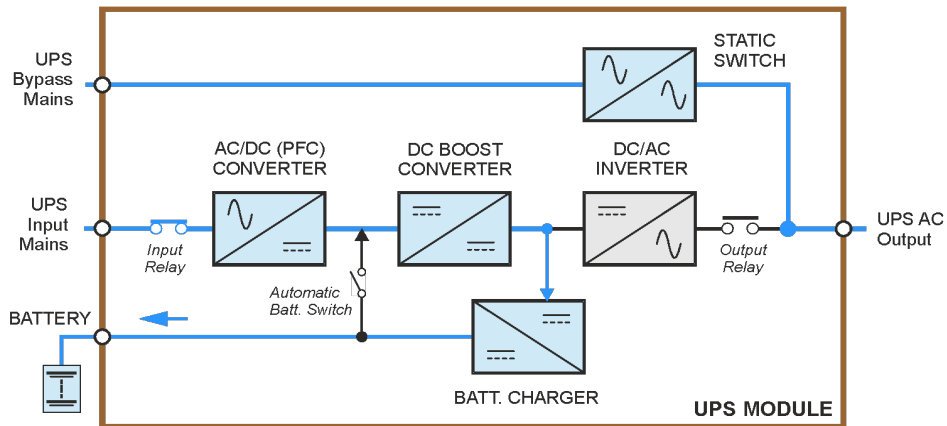 STATIC
SWITCH
UPS
Bypass
Mains
AC/DC (PFC)
CONVERTER
DC BOOST
CONVERTER
DC/AC
INVERTER
UPS
Input
Mains
Input
Relay
Output
Relay
UPS AC
Output
Automatic
Batt. Switch
BATTERY
BATT. CHARGER
UPS MODULE